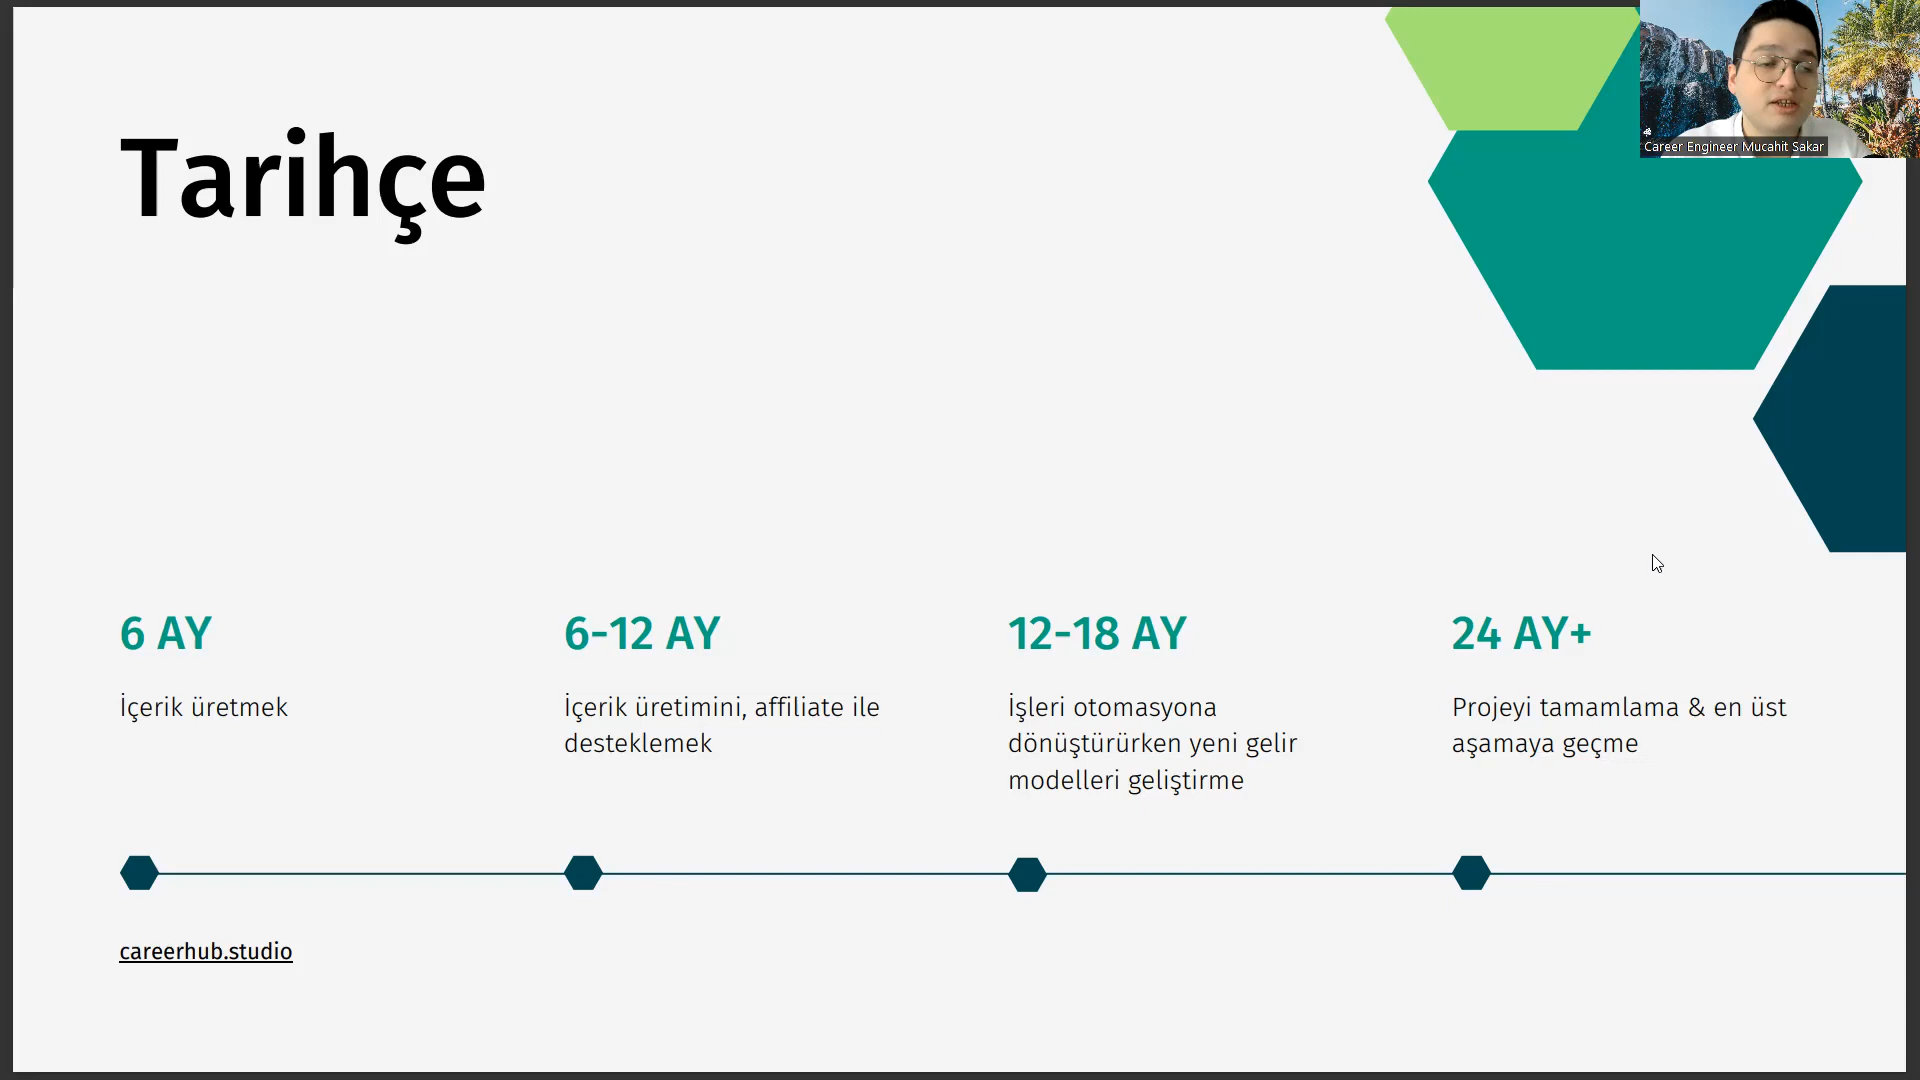 Career Engineer Mucahit Sakar
Tarihçe
6 AY
İçerik üretmek
6-12 AY
İçerik üretimini, affiliate ile
desteklemek
12-18 AY
İşleri otomasyona
dönüştürürken yeni gelir
modelleri geliştirme
24 AY+
Projeyi tamamlama & en üst
aşamaya geçme
careerhub.studio